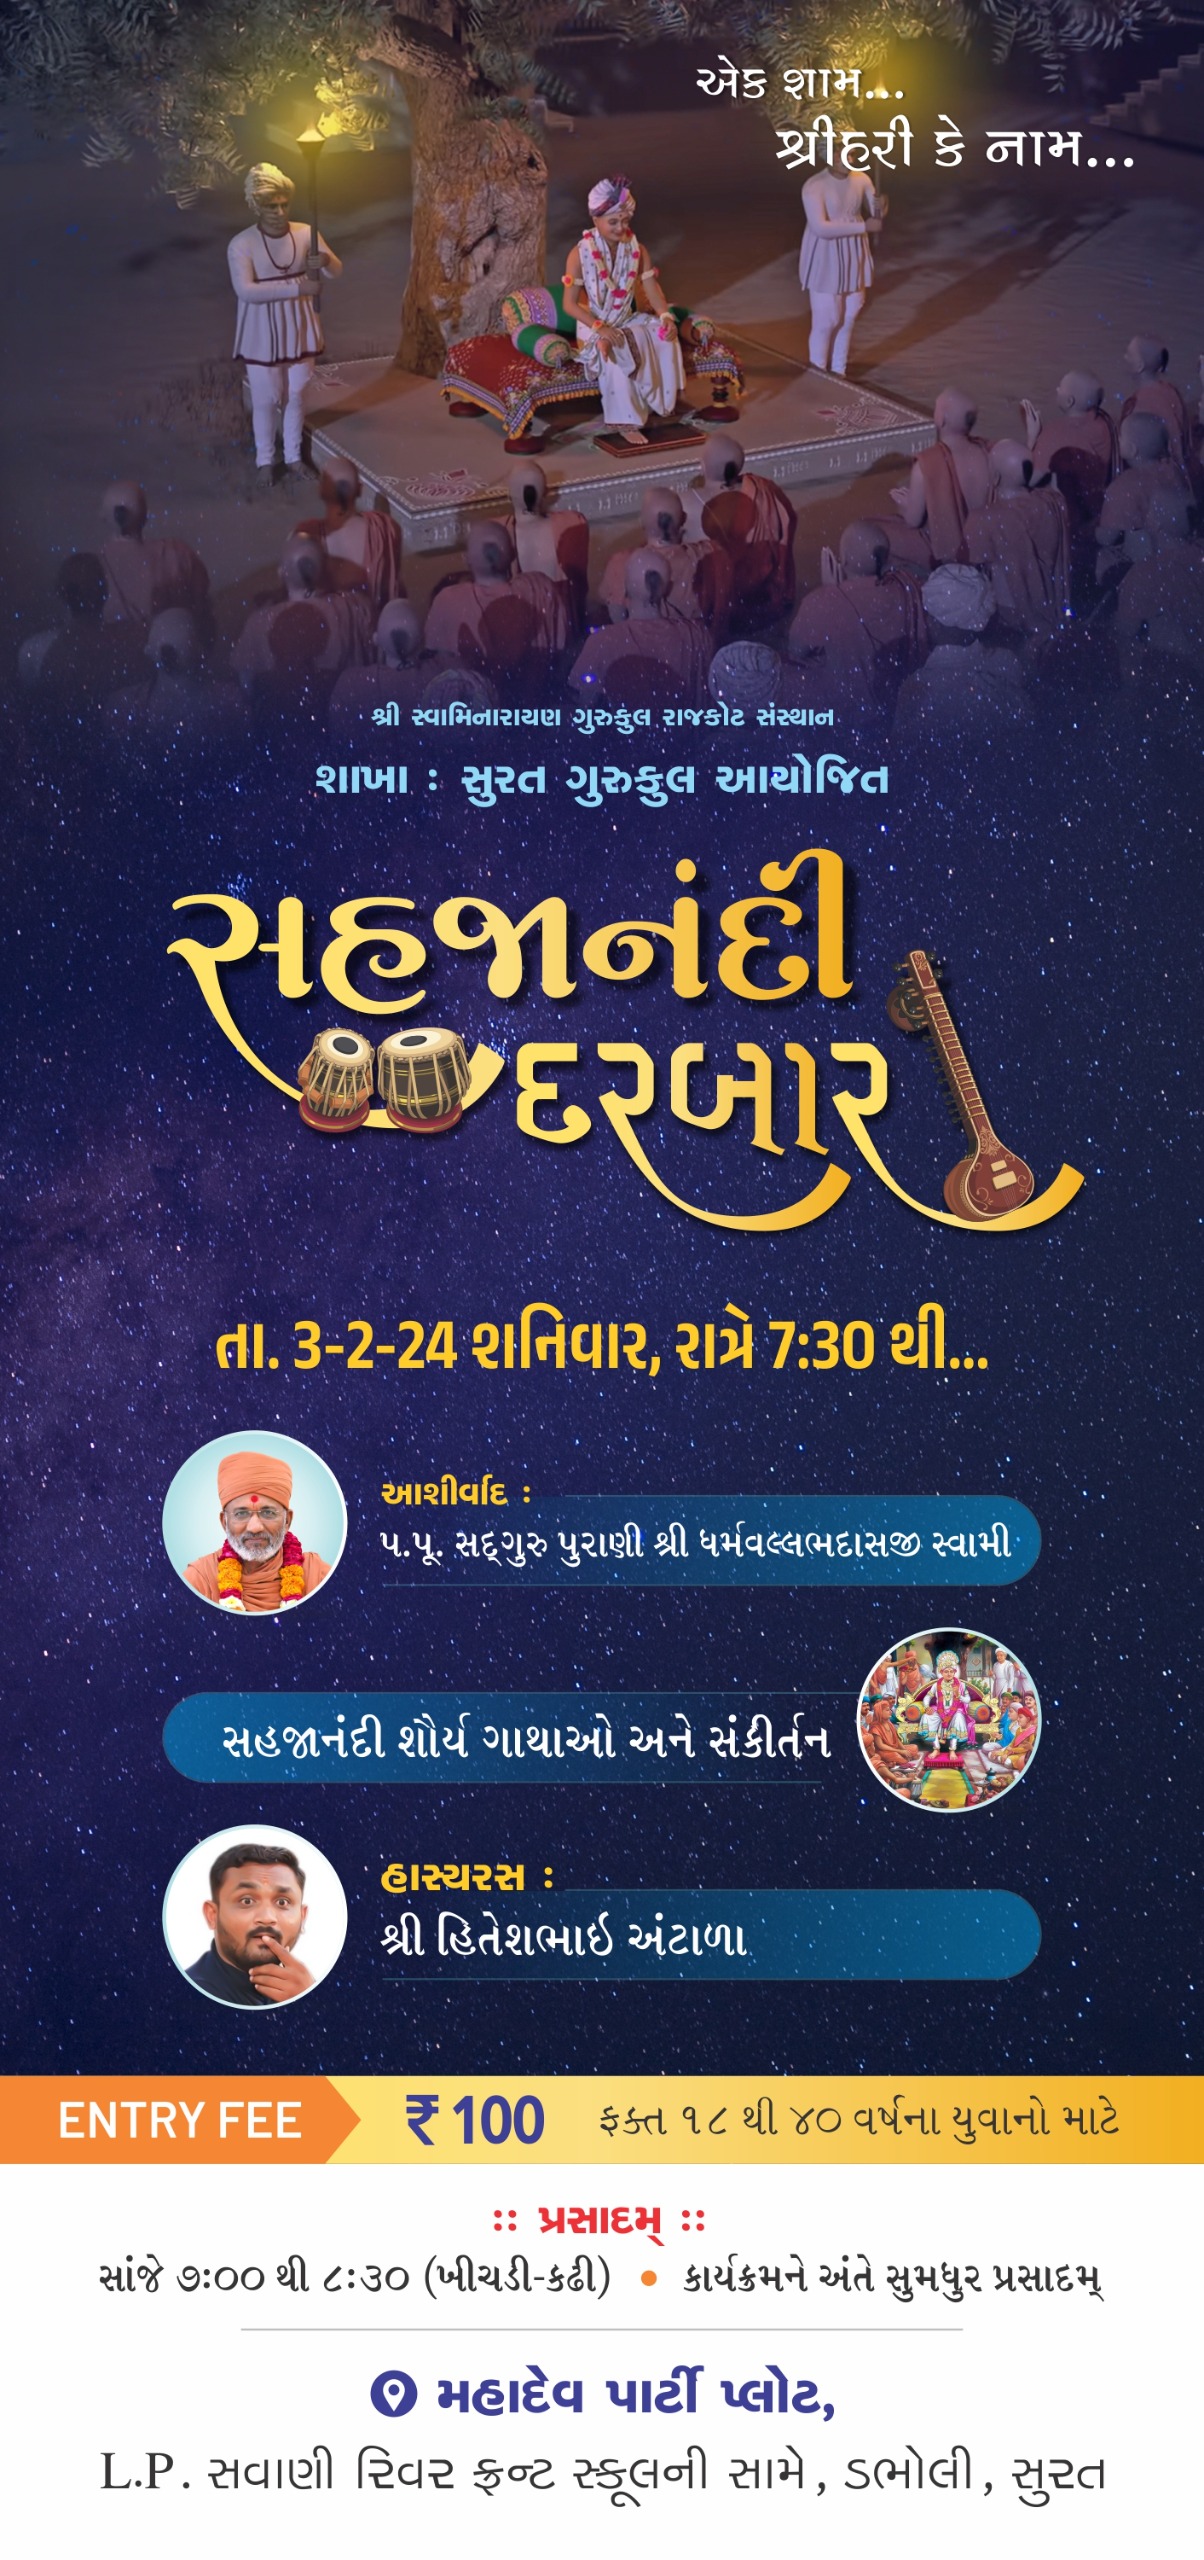 એક શામ...
શ્રીહરી કે નામ...
શ્રી સ્વામિનારાયણ ગુરુકુલ રાજકોટ સંસ્થાન
શાખા : સુરત ગુરુકુલ આયોજિત
સહજાનંદી
દરબાર
તા. 3-2-24 શનિવાર, રાત્રે 7:30 થી...
આશીર્વાદ :
પ.પૂ. સદ્‌ગુરુ પુરાણી શ્રી ધર્મવલ્લભદાસજી સ્વામી
સહજાનંદી શૌર્ય ગાથાઓ અને સંકીર્તન
હાસ્યરસ :
શ્રી હિતેશભાઇ અંટાળા
ENTRY FEE ₹ 100 ફક્ત ૧૮ થી ૪૦ વર્ષના યુવાનો માટે
:: પ્રસાદમ્ ::
સાંજે ૭:૦૦ થી ૮:૩૦ (ખીચડી-કઢી) • કાર્યક્રમને અંતે સુમધુર પ્રસાદમ્
મહાદેવ પાર્ટી પ્લોટ,
L.P. સવાણી રિવર ફ્રન્ટ સ્કૂલની સામે, ડભોલી, સુરત